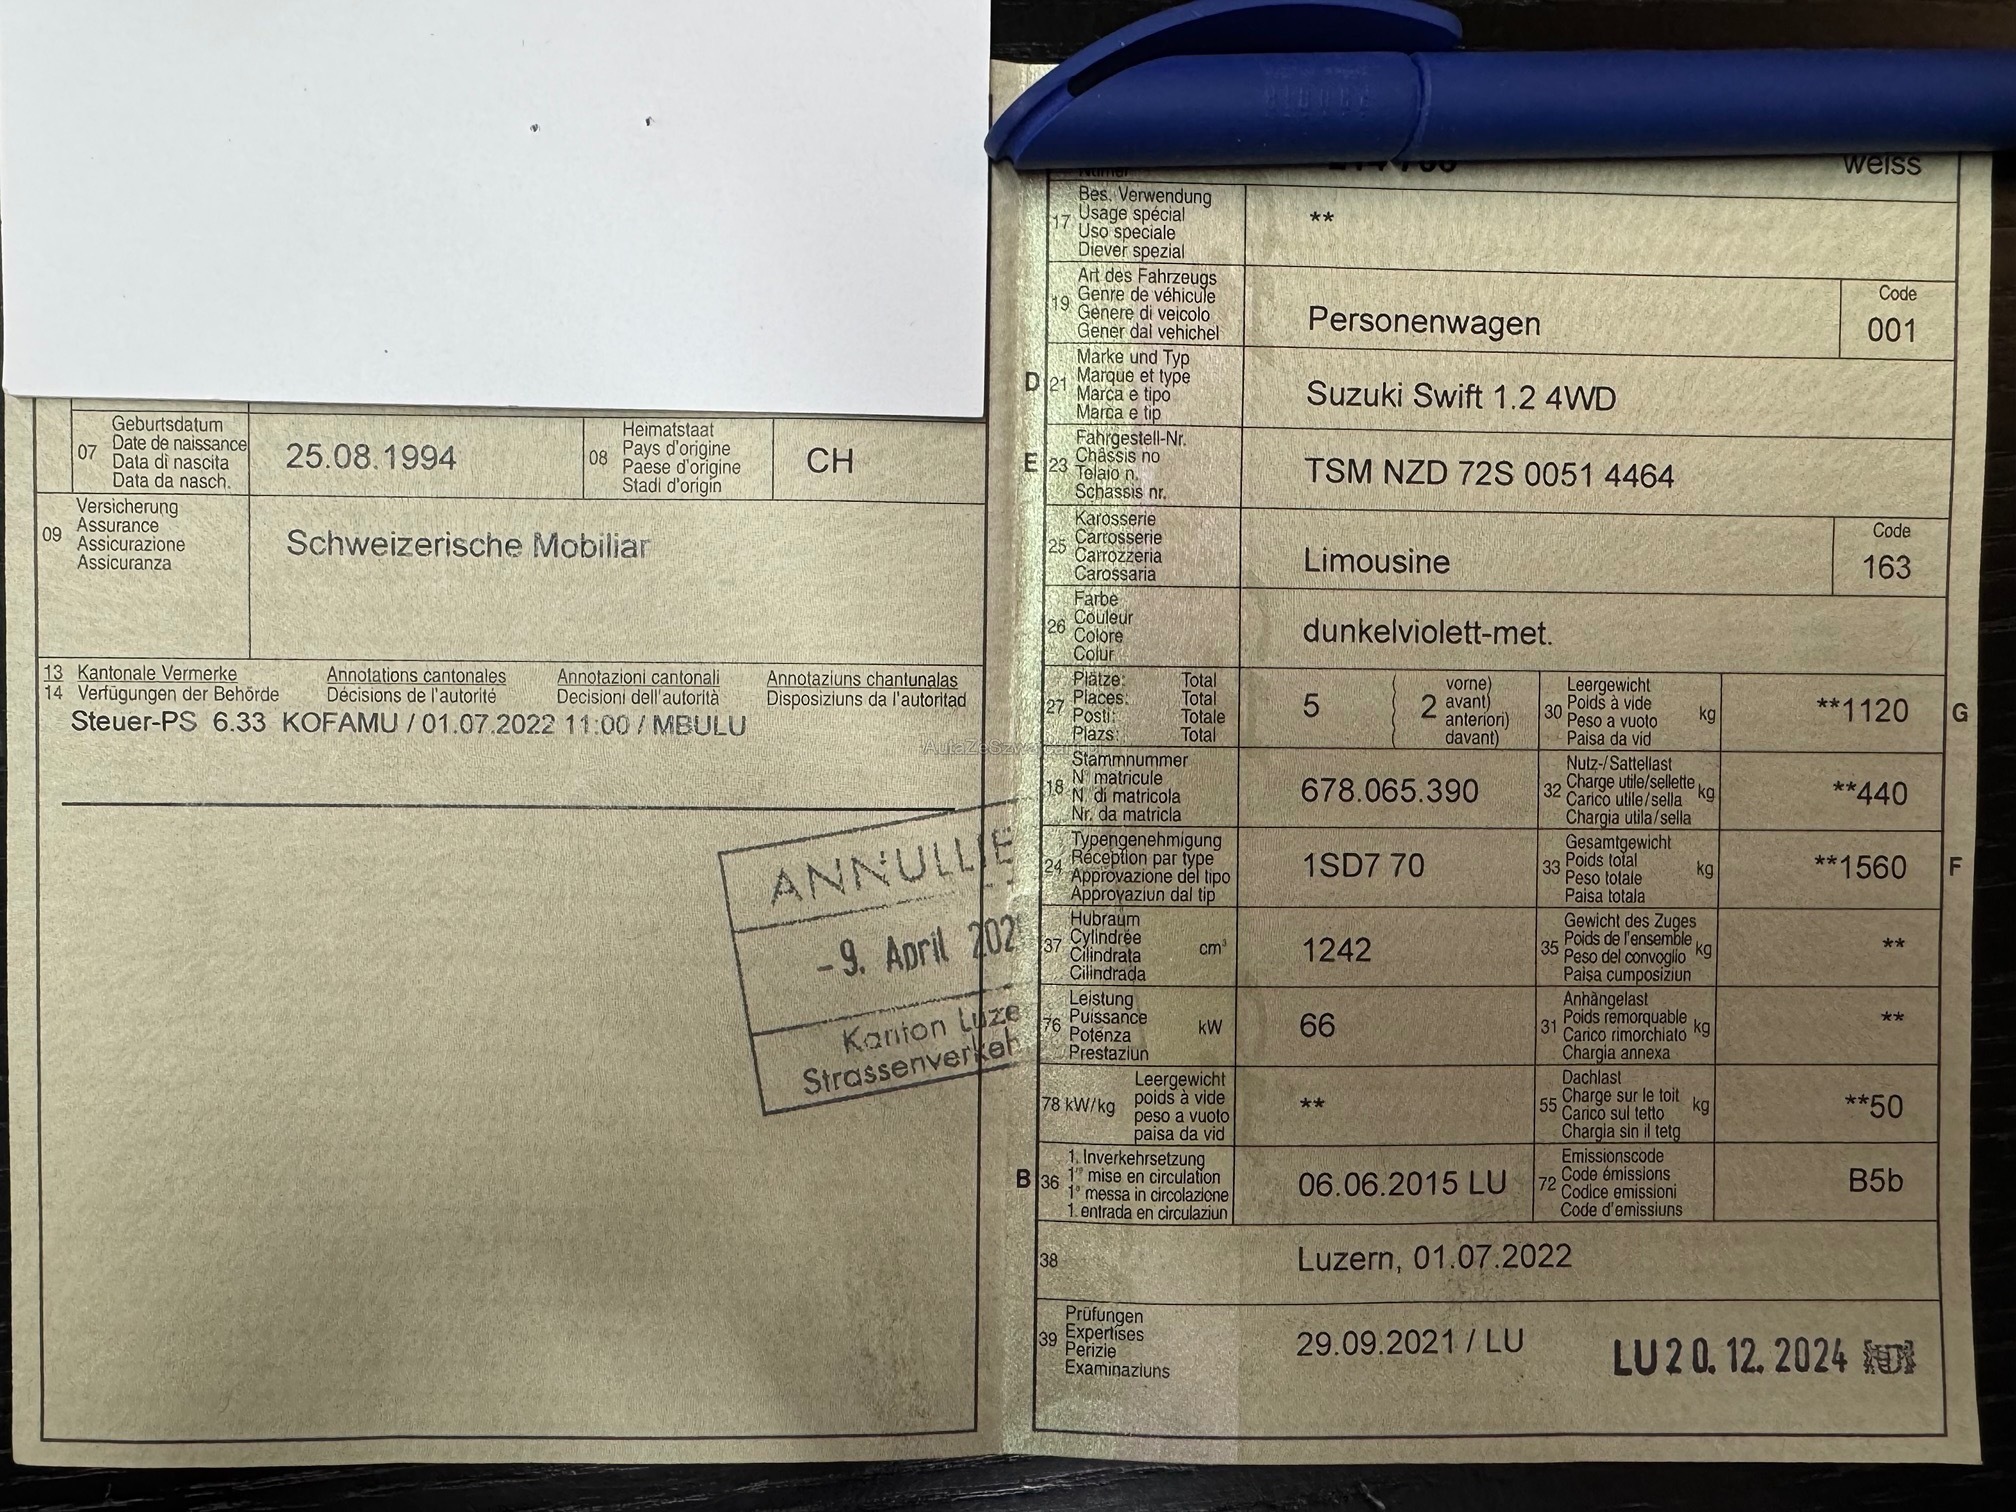 weiss
17
Bes. Verwendung
Usage spécial
Uso speciale
Diever spezial
**
19
Art des Fahrzeugs
Genre de véhicule
Genere di veicolo
Gener dal vehichel
Personenwagen
Code
001
D
21
Marke und Typ
Marque et type
Marca e tipo
Marca e tip
Suzuki Swift 1.2 4WD
E
23
Fahrgestell-Nr.
Châssis no
Telaio n.
Schassis nr.
TSM NZD 72S 0051 4464
25
Karosserie
Carrosserie
Carrozzeria
Carossaria
Limousine
Code
163
26
Farbe
Couleur
Colore
Colur
dunkelviolett-met.
27
Plätze: Total
Places: Total
Posti: Totale
Plazs: Total
5
2
vorne)
avant)
anteriori)
davant)
30
Leergewicht
Poids à vide
Peso a vuoto
Paisa da vid
kg
**1120
G
18
Stammnummer
N° matricule
N. di matricola
Nr. da matricla
678.065.390
32
Nutz-/Sattellast
Charge utile/sellette
Carico utile/sella
Chargia utila/sella
kg
**440
24
Typengenehmigung
Réception par type
Approvazione del tipo
Approvaziun dal tip
1SD7 70
33
Gesamtgewicht
Poids total
Peso totale
Paisa totala
kg
**1560
F
37
Hubraum
Cylindrée
Cilindrata
Cilindrada
cm³
1242
35
Gewicht des Zuges
Poids de l'ensemble
Peso del convoglio
Paisa cumposiziun
kg
**
76
Leistung
Puissance
Potenza
Prestaziun
kW
66
31
Anhängelast
Poids remorquable
Carico rimorchiato
Chargia annexa
kg
**
78 kW/kg
Leergewicht
poids à vide
peso a vuoto
paisa da vid
**
55
Dachlast
Charge sur le toit
Carico sul tetto
Chargia sin il tetg
kg
**50
B
36
1. Inverkehrsetzung
1re mise en circulation
1a messa in circolazione
1. entrada en circulaziun
06.06.2015 LU
72
Emissionscode
Code émissions
Codice emissioni
Code d'emissiuns
B5b
38
Luzern, 01.07.2022
39
Prüfungen
Expertises
Perizie
Examinaziuns
29.09.2021 / LU
LU 20. 12. 2024
07
Geburtsdatum
Date de naissance
Data di nascita
Data da nasch.
25.08.1994
08
Heimatstaat
Pays d'origine
Paese d'origine
Stadi d'origin
CH
09
Versicherung
Assurance
Assicurazione
Assicuranza
Schweizerische Mobiliar
13 Kantonale Vermerke Annotations cantonales Annotazioni cantonali Annotaziuns chantunalas
14 Verfügungen der Behörde Décisions de l'autorité Decisioni dell'autorità Disposiziuns da l'autoritad
Steuer-PS 6.33 KOFAMU / 01.07.2022 11:00 / MBULU
ANNULLIE
-9. April 202
Kanton Luze
Strassenverkeh